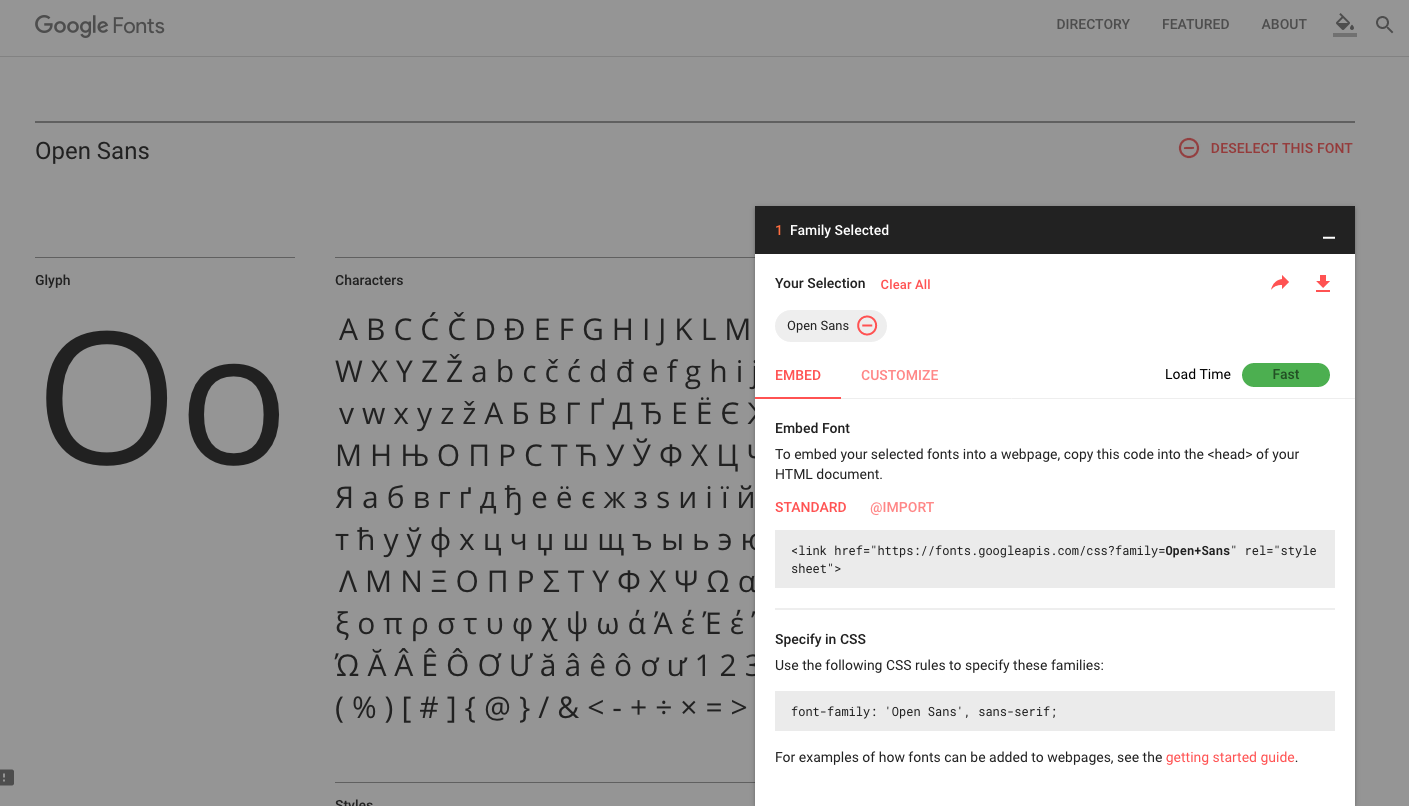 Google Fonts
DIRECTORY FEATURED ABOUT
Open Sans
DESELECT THIS FONT
Glyph
Oo
Characters
A B C Ć Č D Đ E F G H I J K L M
W X Y Z Ž a b c č ć d đ e f g h i j
v w x y z ž А Б В Г Ґ Д Ђ Е Ё Є
М Н Њ О П Р С Т Ћ У Ў Ф Х Ц
Я а б в г ґ д ђ е ё є ж з ѕ и і ї й
т ћ у ў ф х ц ч џ ш щ ъ ы ь э
Λ Μ Ν Ξ Ο Π Ρ Σ Τ Υ Φ Χ Ψ Ω α
ξ ο π ρ σ τ υ φ χ ψ ω ά Ά έ Έ έ
Ώ Ă Â Ê Ô Ơ Ư ă â ê ô ơ ư 1 2 3
( % ) [ # ] { @ } / & < - + ÷ × = >
Styles
1 Family Selected
Your Selection Clear All
Open Sans
EMBED CUSTOMIZE Load Time Fast
Embed Font
To embed your selected fonts into a webpage, copy this code into the <head> of your
HTML document.
STANDARD @IMPORT
<link href="https://fonts.googleapis.com/css?family=Open+Sans" rel="style
sheet">
Specify in CSS
Use the following CSS rules to specify these families:
font-family: 'Open Sans', sans-serif;
For examples of how fonts can be added to webpages, see the getting started guide.
!